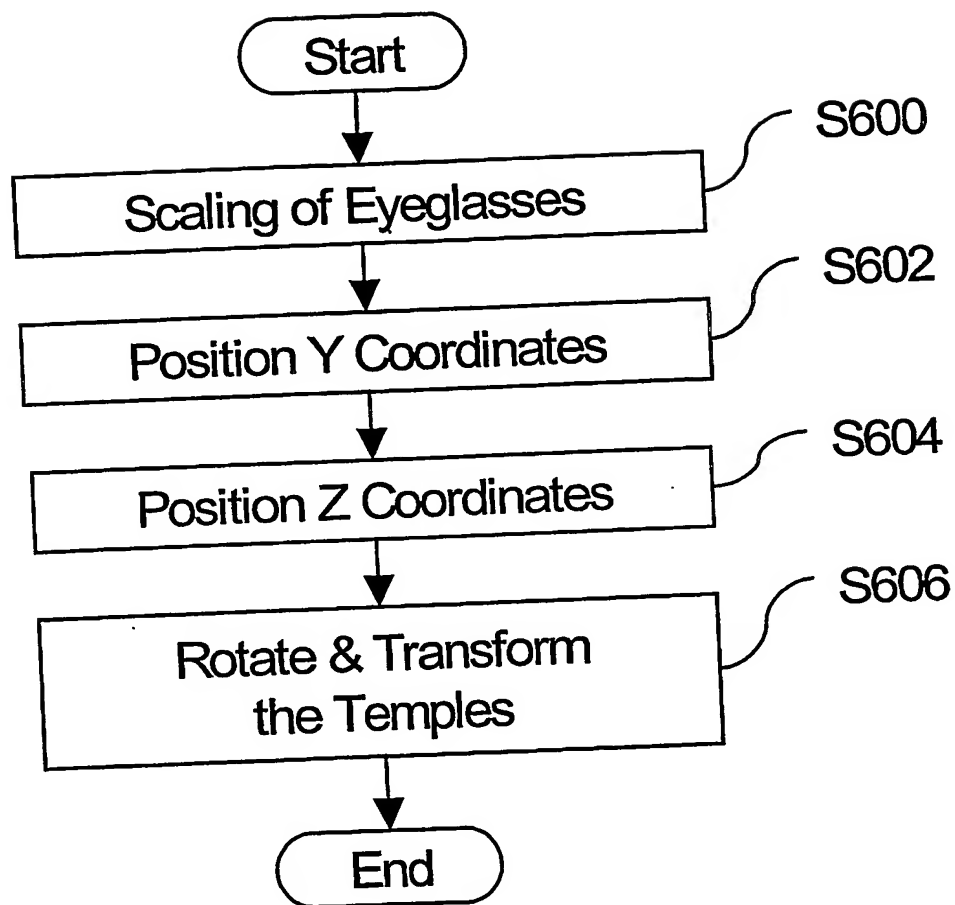 Start
S600
Scaling of Eyeglasses
S602
Position Y Coordinates
S604
Position Z Coordinates
S606
Rotate & Transform
the Temples
End